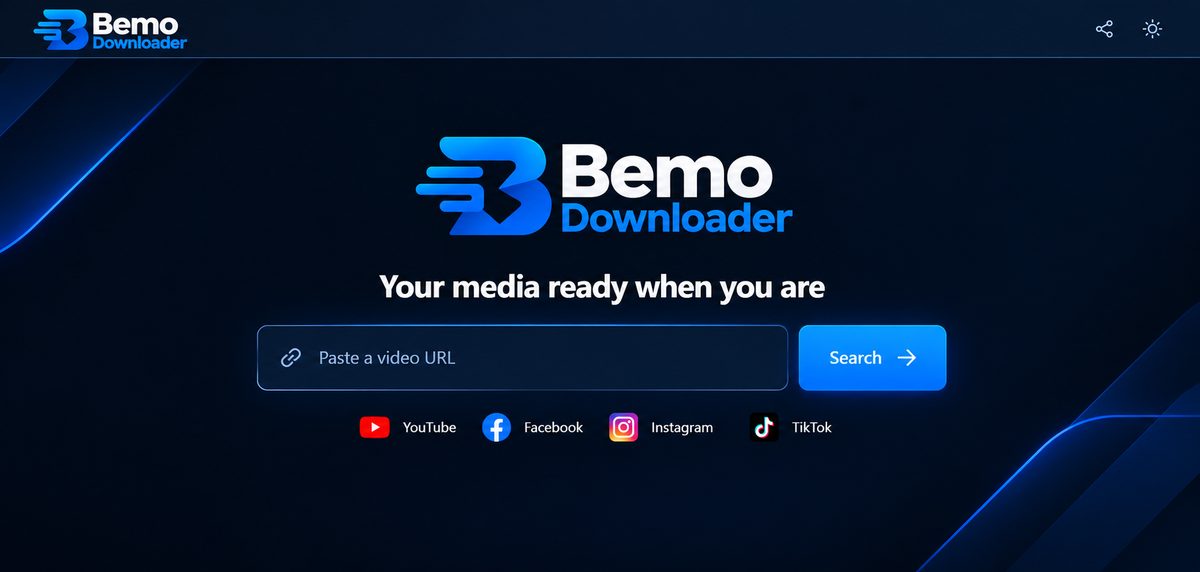 Bemo
Downloader
Bemo
Downloader
Your media ready when you are
Paste a video URL
Search
YouTube Facebook Instagram TikTok